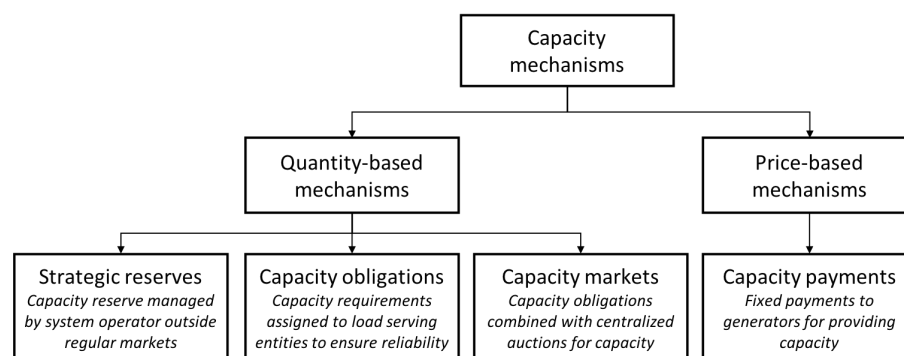 Capacity
mechanisms
Quantity-based
mechanisms
Price-based
mechanisms
Strategic reserves
Capacity reserve managed
by system operator outside
regular markets
Capacity obligations
Capacity requirements
assigned to load serving
entities to ensure reliability
Capacity markets
Capacity obligations
combined with centralized
auctions for capacity
Capacity payments
Fixed payments to
generators for providing
capacity